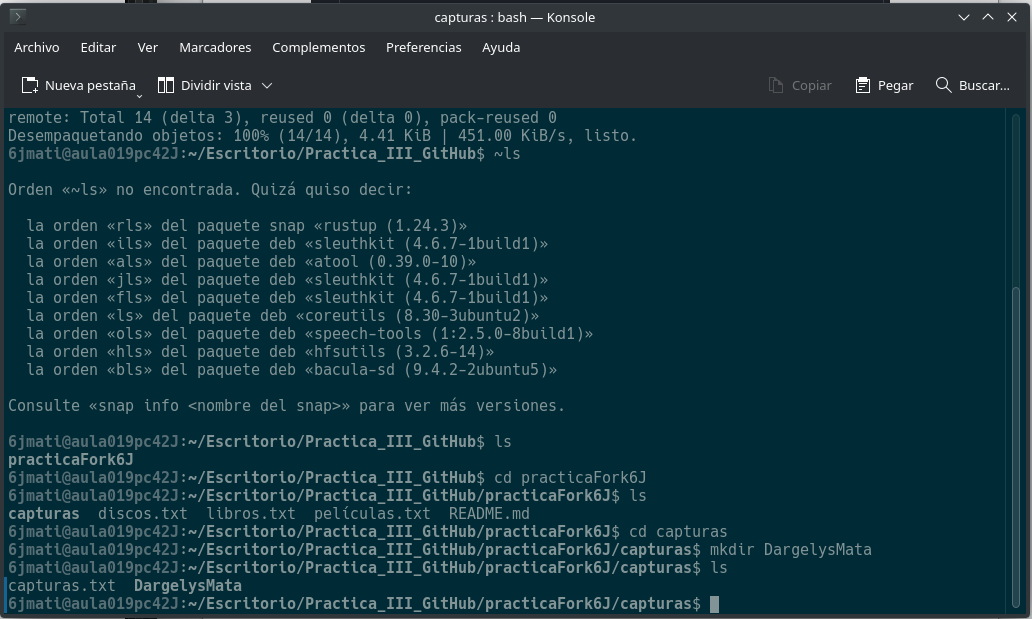 capturas : bash — Konsole
Archivo Editar Ver Marcadores Complementos Preferencias Ayuda
Nueva pestaña Dividir vista Copiar Pegar Buscar...
remote: Total 14 (delta 3), reused 0 (delta 0), pack-reused 0
Desempaquetando objetos: 100% (14/14), 4.41 KiB | 451.00 KiB/s, listo.
6jmati@aula019pc42J:~/Escritorio/Practica_III_GitHub$ ~ls
Orden «~ls» no encontrada. Quizá quiso decir:
la orden «rls» del paquete snap «rustup (1.24.3)»
la orden «ils» del paquete deb «sleuthkit (4.6.7-1build1)»
la orden «als» del paquete deb «atool (0.39.0-10)»
la orden «jls» del paquete deb «sleuthkit (4.6.7-1build1)»
la orden «fls» del paquete deb «sleuthkit (4.6.7-1build1)»
la orden «ls» del paquete deb «coreutils (8.30-3ubuntu2)»
la orden «ols» del paquete deb «speech-tools (1:2.5.0-8build1)»
la orden «hls» del paquete deb «hfsutils (3.2.6-14)»
la orden «bls» del paquete deb «bacula-sd (9.4.2-2ubuntu5)»
Consulte «snap info <nombre del snap>» para ver más versiones.
6jmati@aula019pc42J:~/Escritorio/Practica_III_GitHub$ ls
practicaFork6J
6jmati@aula019pc42J:~/Escritorio/Practica_III_GitHub$ cd practicaFork6J
6jmati@aula019pc42J:~/Escritorio/Practica_III_GitHub/practicaFork6J$ ls
capturas discos.txt libros.txt películas.txt README.md
6jmati@aula019pc42J:~/Escritorio/Practica_III_GitHub/practicaFork6J$ cd capturas
6jmati@aula019pc42J:~/Escritorio/Practica_III_GitHub/practicaFork6J/capturas$ mkdir DargelysMata
6jmati@aula019pc42J:~/Escritorio/Practica_III_GitHub/practicaFork6J/capturas$ ls
capturas.txt DargelysMata
6jmati@aula019pc42J:~/Escritorio/Practica_III_GitHub/practicaFork6J/capturas$